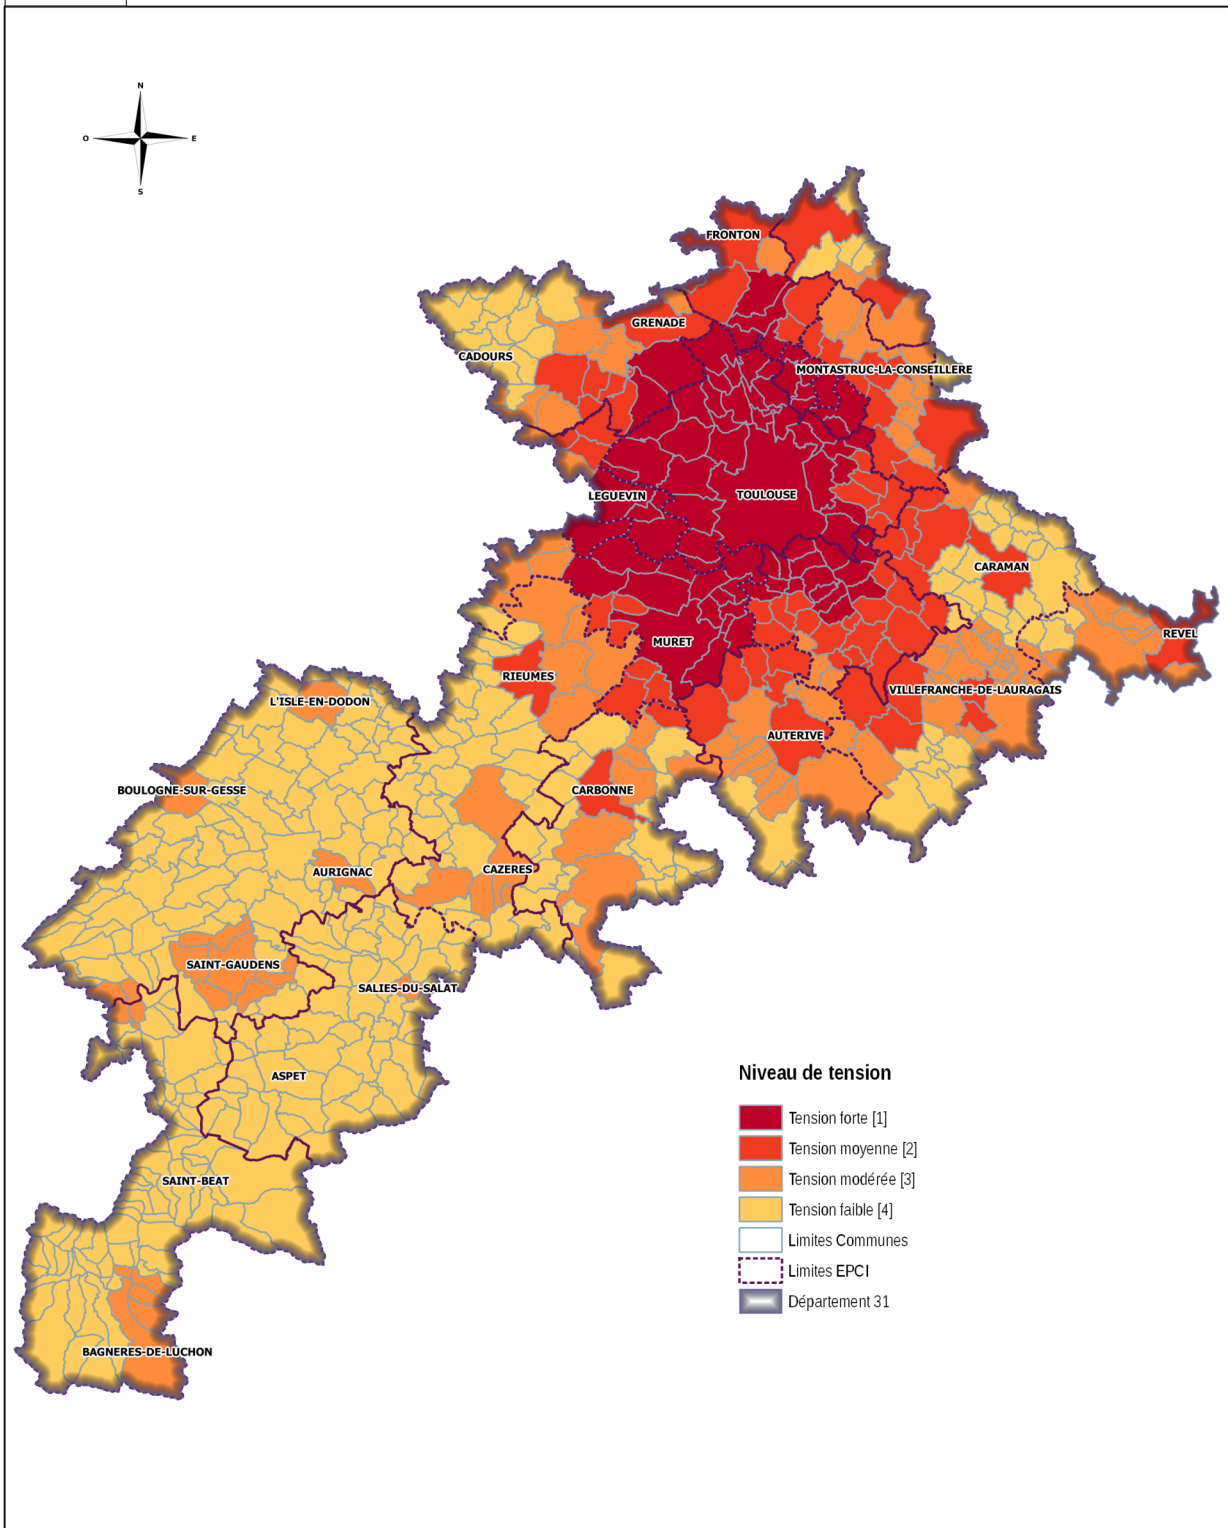 N
O
E
S
FRONTON
GRENADE
CADOURS
MONTASTRUC-LA-CONSEILLERE
LEGUEVIN
TOULOUSE
CARAMAN
REVEL
MURET
RIEUMES
VILLEFRANCHE-DE-LAURAGAIS
L'ISLE-EN-DODON
AUTERIVE
BOULOGNE-SUR-GESSE
CARBONNE
AURIGNAC
CAZERES
SAINT-GAUDENS
SALIES-DU-SALAT
ASPET
SAINT-BEAT
BAGNERES-DE-LUCHON
Niveau de tension
Tension forte [1]
Tension moyenne [2]
Tension modérée [3]
Tension faible [4]
Limites Communes
Limites EPCI
Département 31